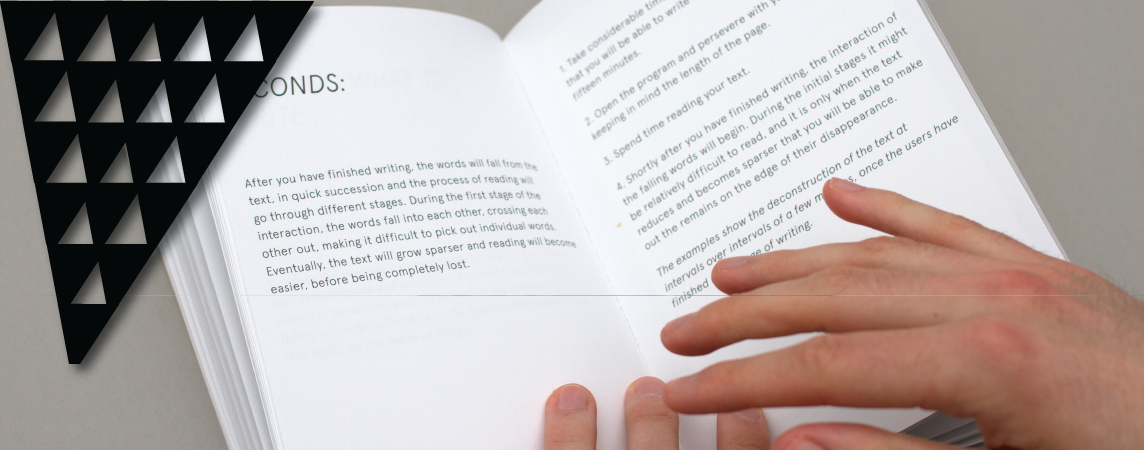 CONDS:
After you have finished writing, the words will fall from the
text, in quick succession and the process of reading will
go through different stages. During the first stage of the
interaction, the words fall into each other, crossing each
other out, making it difficult to pick out individual words.
Eventually, the text will grow sparser and reading will become
easier, before being completely lost.
1. Take considerable time
that you will be able to write
fifteen minutes.
2. Open the program and persevere with
keeping in mind the length of the page.
3. Spend time reading your text.
4. Shortly after you have finished writing, the interaction of
the falling words will begin. During the initial stages it might
be relatively difficult to read, and it is only when the text
reduces and becomes sparser that you will be able to make
out the remains on the edge of their disappearance.
The examples show the deconstruction of the text at
intervals over intervals of a few once the users have
finished of writing.